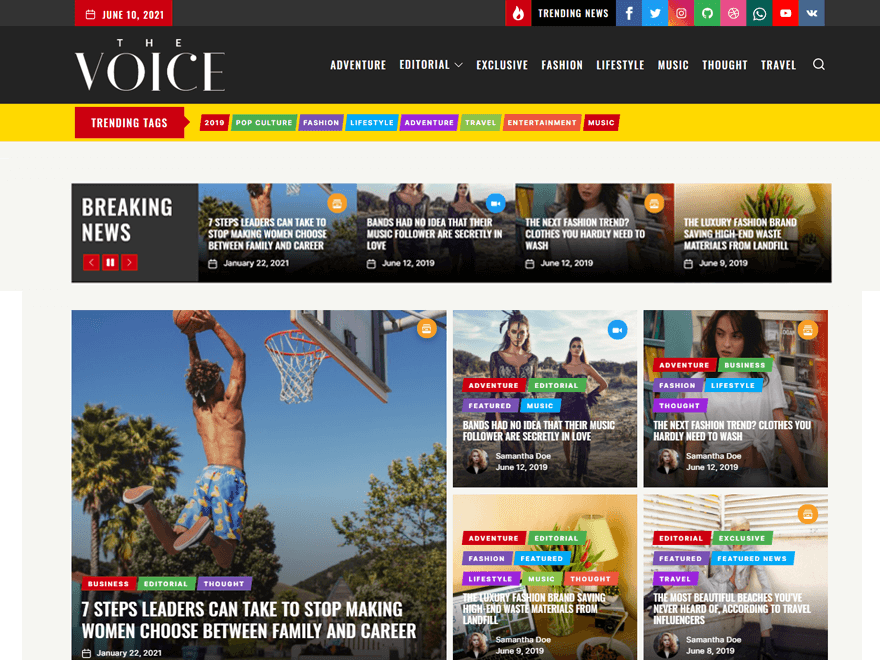 JUNE 10, 2021
TRENDING NEWS
THE
VOICE
ADVENTURE EDITORIAL EXCLUSIVE FASHION LIFESTYLE MUSIC THOUGHT TRAVEL
TRENDING TAGS
2019 POP CULTURE FASHION LIFESTYLE ADVENTURE TRAVEL ENTERTAINMENT MUSIC
BREAKING
NEWS
7 STEPS LEADERS CAN TAKE TO
STOP MAKING WOMEN CHOOSE
BETWEEN FAMILY AND CAREER
January 22, 2021
BANDS HAD NO IDEA THAT THEIR
MUSIC FOLLOWER ARE SECRETLY IN
LOVE
June 12, 2019
THE NEXT FASHION TREND?
CLOTHES YOU HARDLY NEED TO
WASH
June 12, 2019
THE LUXURY FASHION BRAND
SAVING HIGH-END WASTE
MATERIALS FROM LANDFILL
June 9, 2019
BUSINESS EDITORIAL THOUGHT
7 STEPS LEADERS CAN TAKE TO STOP MAKING
WOMEN CHOOSE BETWEEN FAMILY AND CAREER
January 22, 2021
ADVENTURE EDITORIAL
FEATURED MUSIC
BANDS HAD NO IDEA THAT THEIR MUSIC
FOLLOWER ARE SECRETLY IN LOVE
Samantha Doe
June 12, 2019
ADVENTURE BUSINESS
FASHION LIFESTYLE
THOUGHT
THE NEXT FASHION TREND? CLOTHES YOU
HARDLY NEED TO WASH
Samantha Doe
June 12, 2019
ADVENTURE EDITORIAL
FASHION FEATURED
LIFESTYLE MUSIC THOUGHT
THE LUXURY FASHION BRAND SAVING
HIGH-END WASTE MATERIALS FROM
LANDFILL
Samantha Doe
June 9, 2019
EDITORIAL EXCLUSIVE
FEATURED FEATURED NEWS
TRAVEL
THE MOST BEAUTIFUL BEACHES YOU'VE
NEVER HEARD OF, ACCORDING TO TRAVEL
INFLUENCERS
Samantha Doe
June 8, 2019